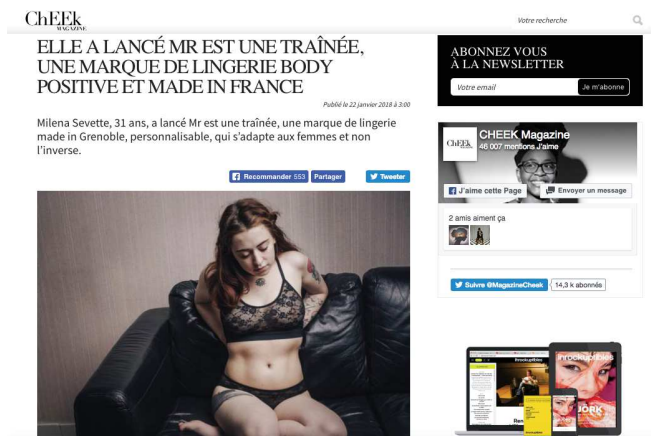 ChEEk
MAGAZINE
Votre recherche
ELLE A LANCÉ MR EST UNE TRAÎNÉE,
UNE MARQUE DE LINGERIE BODY
POSITIVE ET MADE IN FRANCE
Publié le 22 janvier 2018 à 3:00
Milena Sevette, 31 ans, a lancé Mr est une traînée, une marque de lingerie
made in Grenoble, personnalisable, qui s’adapte aux femmes et non
l’inverse.
Recommander 553 Partager Tweeter
ABONNEZ VOUS
À LA NEWSLETTER
Votre email Je m'abonne
ChEEk
CHEEK Magazine
46 007 mentions J’aime
J’aime cette Page Envoyer un message
2 amis aiment ça
Suivre @MagazineCheek 14,3 k abonnés
inrockuptibles
inrockuptibles